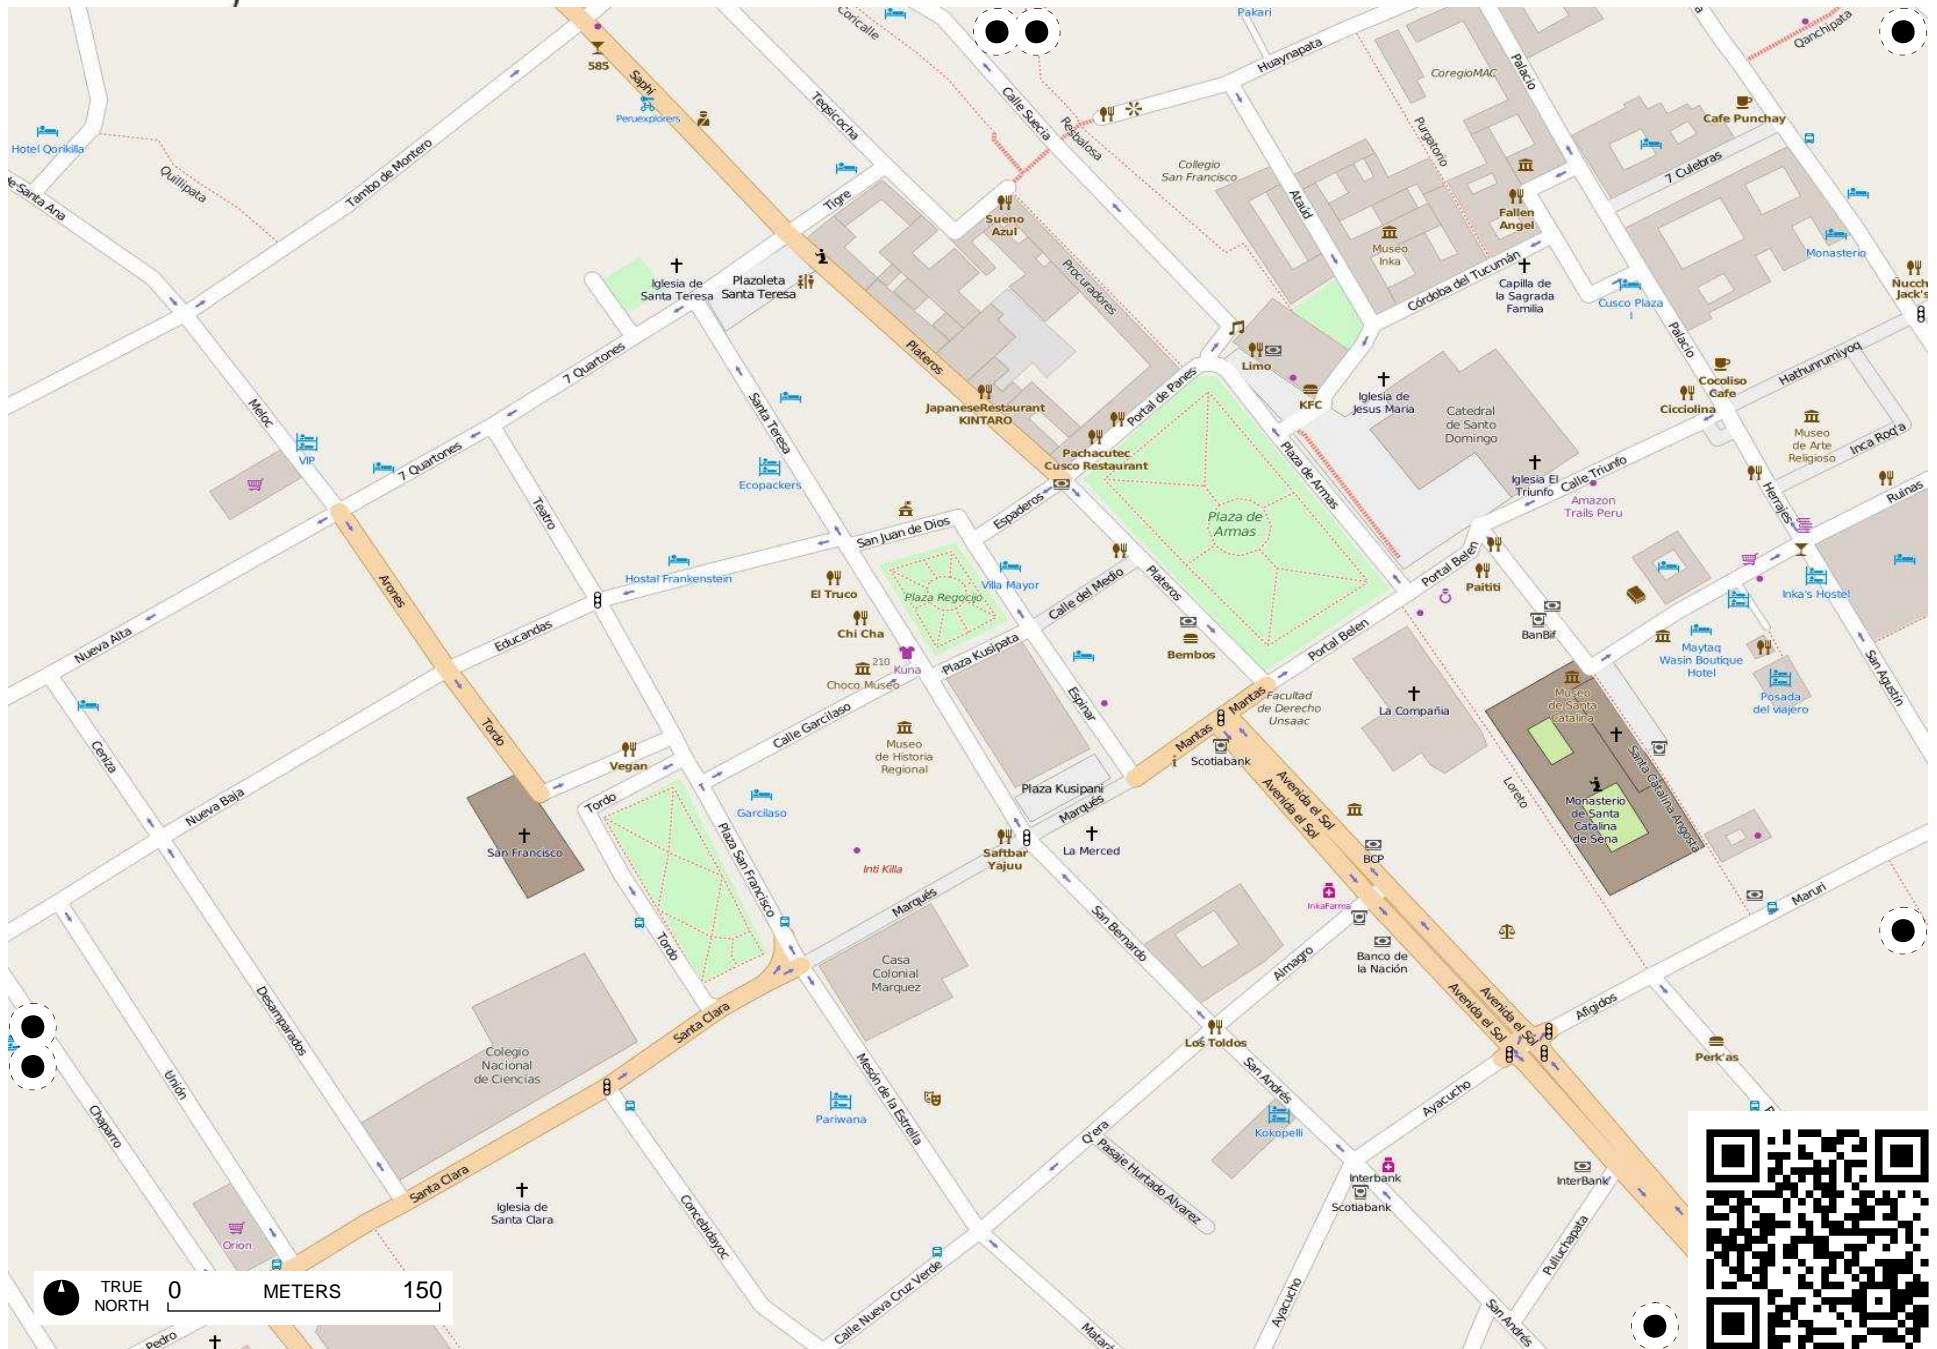 Coricalle
Pakari
Qanchipata
585
Saphi
Peruexplorers
Huaynapata
CoregioMAC
Palacio
Hotel Qorikilla
Teqsicocha
Calle Suecia
Resbalosa
Cafe Punchay
Purgatorio
Quillipata
Tambo de Montero
Collegio
San Francisco
7 Culebras
de Santa Ana
Tigre
Sueno
Azul
Ataúd
Fallen
Angel
Museo
Inka
Monasterio
Iglesia de
Santa Teresa
Plazoleta
Santa Teresa
Procuradores
Córdoba del Tucumán
Capilla de
la Sagrada
Familia
Cusco Plaza
I
Jack's
Palacio
Plateros
7 Quartones
Limo
Hathunrumiyoq
Meloc
Santa Teresa
JapaneseRestaurant
KINTARO
Portal de Panes
KFC
Iglesia de
Jesus Maria
Catedral
de Santo
Domingo
Cocoliso
Cafe
Cicciolina
Museo
de Arte
Religioso
Inca Roq'a
VIP
7 Quartones
Ecopackers
Pachacutec
Cusco Restaurant
Plaza de Armas
Iglesia El
Triunfo
Calle Triunfo
Amazon
Trails Peru
Herrajes
Ruinas
Teatro
San Juan de Dios
Espaderos
Plaza de
Armas
Hostal Frankenstein
El Truco
Plaza Regocijo
Villa Mayor
Calle del Medio
Plateros
Portal Belen
Paititi
Inka's Hostel
Arones
Nueva Alta
Educandas
Chi Cha
210
Kuna
Choco Museo
Plaza Kusipata
Bembos
Portal Belen
BanBif
Maytaq
Wasin Boutique
Hotel
San Agustín
Museo
de Santa
Catalina
Posada
del viajero
Espinar
Mantas
Facultad
de Derecho
Unsaac
La Compañia
Calle Garcilaso
Tordo
Ceniza
Museo
de Historia
Regional
Mantas
Scotiabank
Vegan
Santa Catalina Angosta
Plaza Kusipani
Marqués
Avenida el Sol
Avenida el Sol
Loreto
Monasterio
de Santa
Catalina
de Sena
Nueva Baja
Tordo
Garcilaso
San Francisco
Plaza San Francisco
Saftbar
Yajuu
La Merced
BCP
Inti Killa
InkaFarma
Marqués
Maruri
Tordo
San Bernardo
Almagro
Banco de
la Nación
Casa
Colonial
Marquez
Avenida el Sol
Avenida el Sol
Afigidos
Desamparados
Santa Clara
Los Toldos
Perk'as
Colegio
Nacional
de Ciencias
Unión
Chaparro
Mesón de la Estrella
San Andrés
Ayacucho
Pariwana
Kokopelli
Q'era
Pasaje Hurtado Alvarez
Interbank
Scotiabank
InterBank
Santa Clara
Iglesia de
Santa Clara
Concebidayoc
Orion
Pulluchapata
Calle Nueva Cruz Verde
Ayacucho
San Andrés
TRUE
NORTH
0 METERS 150
Pedro